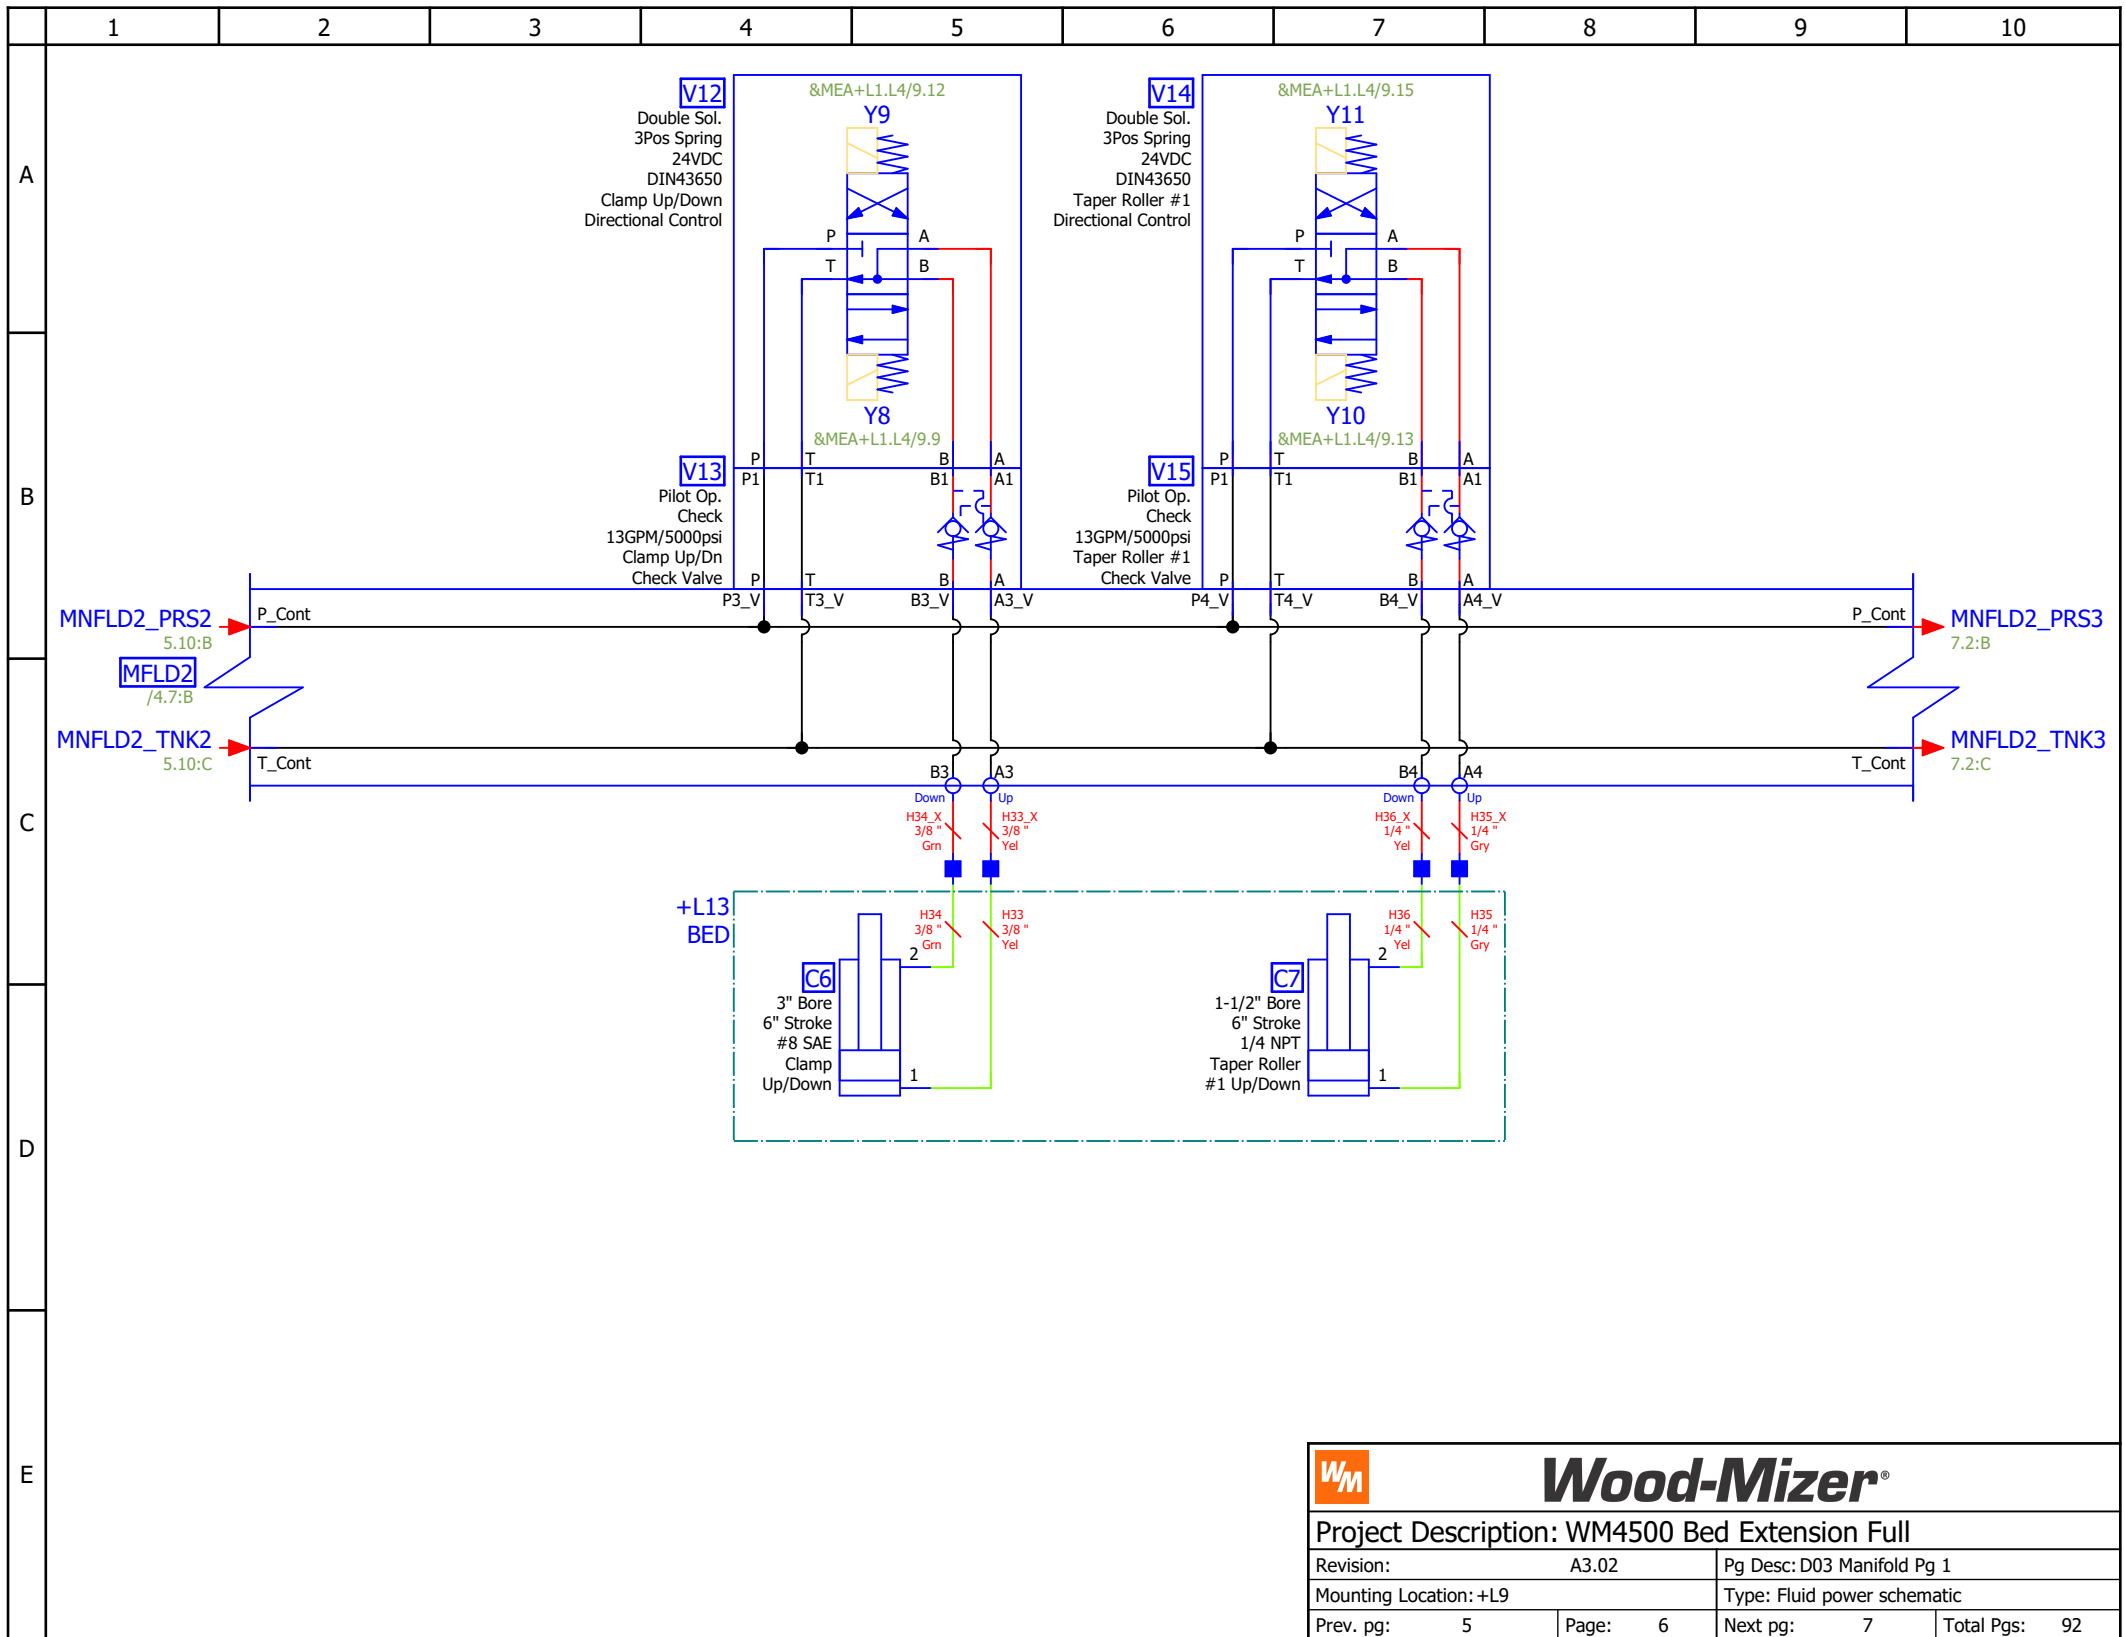 1 2 3 4 5 6 7 8 9 10
A
B
C
D
E
V12
Double Sol.
3Pos Spring
24VDC
DIN43650
Clamp Up/Down
Directional Control
&MEA+L1.L4/9.12
Y9
P A
T B
Y8
&MEA+L1.L4/9.9
V14
Double Sol.
3Pos Spring
24VDC
DIN43650
Taper Roller #1
Directional Control
&MEA+L1.L4/9.15
Y11
P A
T B
Y10
&MEA+L1.L4/9.13
V13
Pilot Op.
Check
13GPM/5000psi
Clamp Up/Dn
Check Valve
P T B A
P1 T1 B1 A1
P T B A
P3_V T3_V B3_V A3_V
V15
Pilot Op.
Check
13GPM/5000psi
Taper Roller #1
Check Valve
P T B A
P1 T1 B1 A1
P T B A
P4_V T4_V B4_V A4_V
MNFLD2_PRS2
5.10:B
P_Cont
MFLD2
/4.7:B
MNFLD2_TNK2
5.10:C
T_Cont
P_Cont
MNFLD2_PRS3
7.2:B
T_Cont
MNFLD2_TNK3
7.2:C
B3 A3
Down Up
H34_X
3/8 "
Grn
H33_X
3/8 "
Yel
B4 A4
Down Up
H36_X
1/4 "
Yel
H35_X
1/4 "
Gry
+L13
BED
H34
3/8 "
Grn
H33
3/8 "
Yel
2
C6
3" Bore
6" Stroke
#8 SAE
Clamp
Up/Down
1
H36
1/4 "
Yel
H35
1/4 "
Gry
2
C7
1-1/2" Bore
6" Stroke
1/4 NPT
Taper Roller
#1 Up/Down
1
WM
Wood-Mizer®
Project Description: WM4500 Bed Extension Full
Revision: A3.02 Pg Desc: D03 Manifold Pg 1
Mounting Location: +L9 Type: Fluid power schematic
Prev. pg: 5 Page: 6 Next pg: 7 Total Pgs: 92